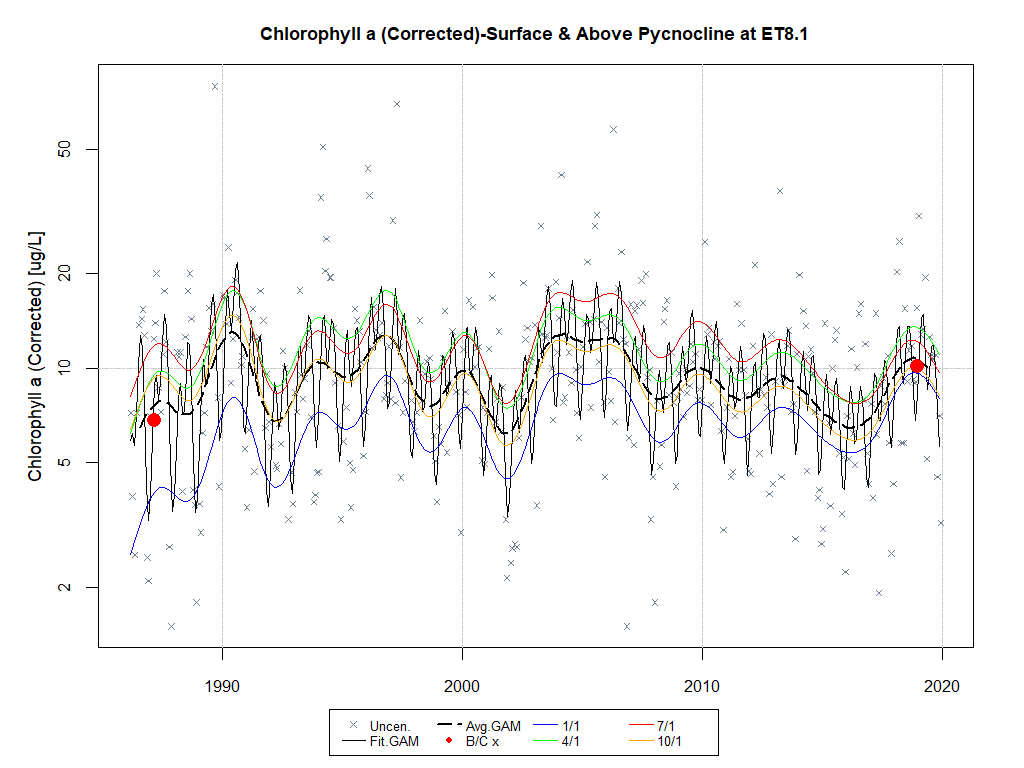 Chlorophyll a (Corrected)-Surface & Above Pycnocline at ET8.1
Chlorophyll a (Corrected) [ug/L]
50
20
10
5
2
1990
2000
2010
2020
Uncen.
Avg.GAM
1/1
7/1
Fit.GAM
B/C x
4/1
10/1